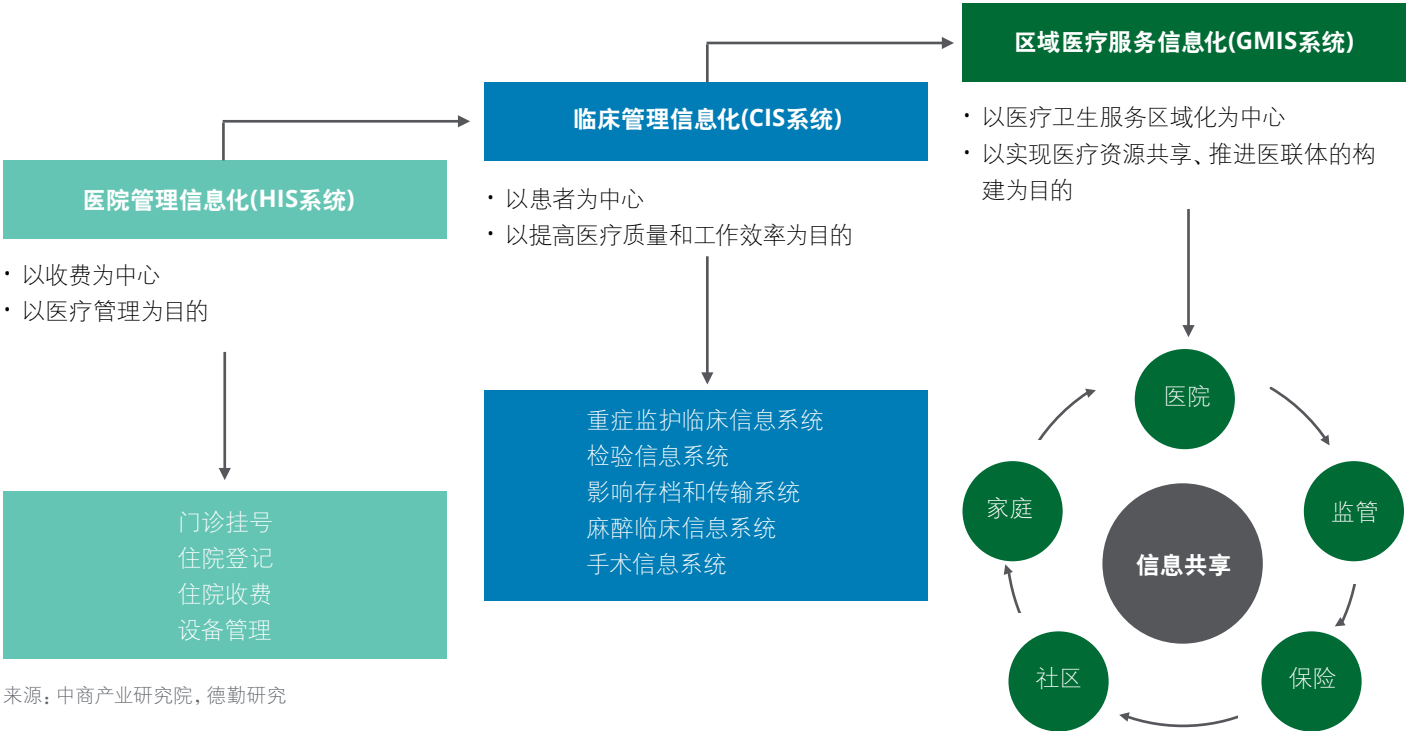 医院管理信息化(HIS系统)
• 以收费为中心
• 以医疗管理为目的
门诊挂号
住院登记
住院收费
设备管理
临床管理信息化(CIS系统)
• 以患者为中心
• 以提高医疗质量和工作效率为目的
重症监护临床信息系统
检验信息系统
影响存档和传输系统
麻醉临床信息系统
手术信息系统
区域医疗服务信息化(GMIS系统)
• 以医疗卫生服务区域化为中心
• 以实现医疗资源共享、推进医联体的构
建为目的
医院
监管
保险
社区
家庭
信息共享
来源: 中商产业研究院, 德勤研究